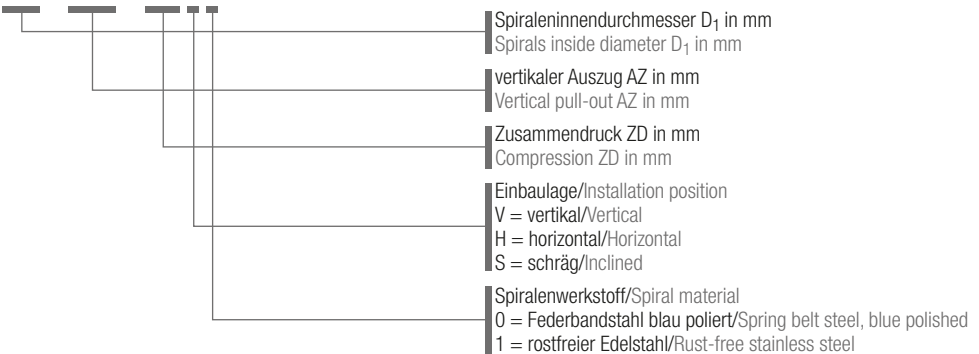 Spiraleninnendurchmesser D₁ in mm
Spirals inside diameter D₁ in mm
vertikaler Auszug AZ in mm
Vertical pull-out AZ in mm
Zusammendruck ZD in mm
Compression ZD in mm
Einbaulage/Installation position
V = vertikal/Vertical
H = horizontal/Horizontal
S = schräg/Inclined
Spiralenwerkstoff/Spiral material
0 = Federbandstahl blau poliert/Spring belt steel, blue polished
1 = rostfreier Edelstahl/Rust-free stainless steel